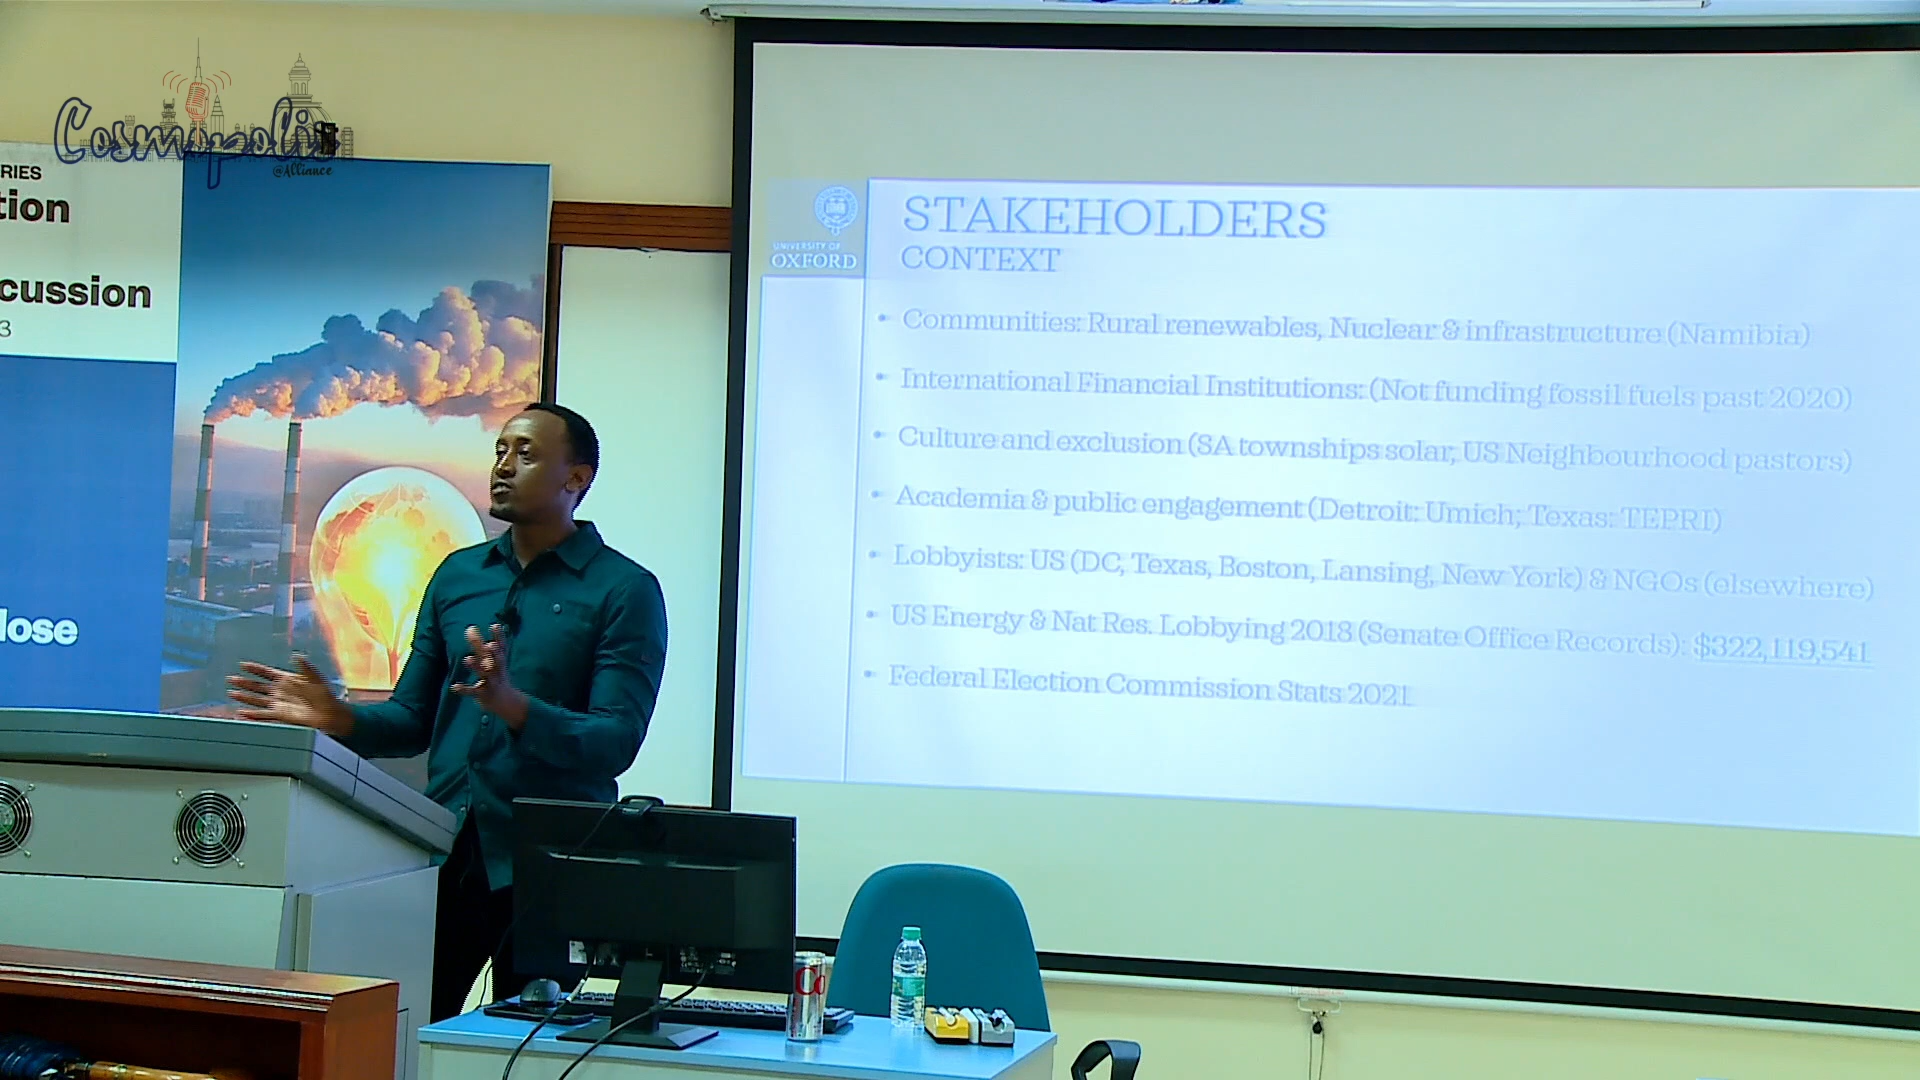 Cosmopolis
@Alliance
RIES
tion
cussion
3
lose
UNIVERSITY OF
OXFORD
STAKEHOLDERS
CONTEXT
• Communities: Rural renewables, Nuclear & infrastructure (Namibia)
• International Financial Institutions: (Not funding fossil fuels past 2020)
• Culture and exclusion (SA townships solar, US Neighbourhood pastors)
• Academia & public engagement (Detroit: Umich; Texas: TEPRI)
• Lobbyists: US (DC, Texas, Boston, Lansing, New York) & NGOs (elsewhere)
• US Energy & Nat Res. Lobbying 2018 (Senate Office Records): $322,119,541
• Federal Election Commission Stats 2021
Co